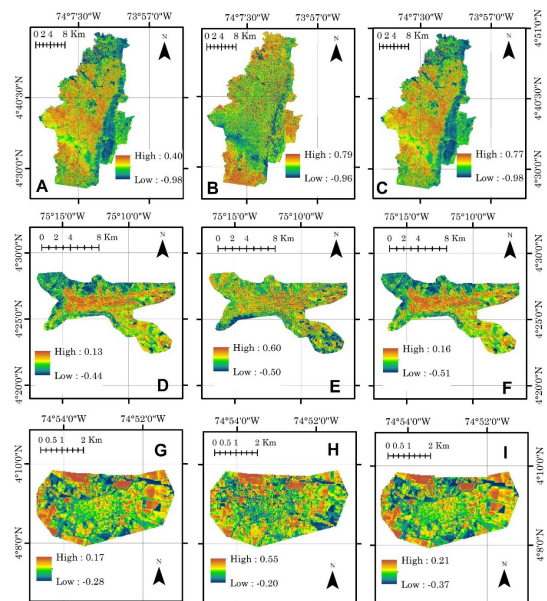 74°7'30"W 73°57'0"W 74°7'30"W 73°57'0"W 74°7'30"W 73°57'0"W
0 2 4 8 Km N 0 2 4 8 Km N 0 2 4 8 Km N
4°51'0"N
4°40'30"N 4°40'30"N
4°30'0"N 4°30'0"N
High : 0.40 High : 0.79 High : 0.77
A Low : -0.98 B Low : -0.96 C Low : -0.98
75°15'0"W 75°10'0"W 75°15'0"W 75°10'0"W 75°15'0"W 75°10'0"W
0 2 4 8 Km N 0 2 4 8 Km N 0 2 4 8 Km N
4°30'0"N 4°30'0"N
4°25'0"N 4°25'0"N
High : 0.13 High : 0.60 High : 0.16
Low : -0.44 D Low : -0.50 E Low : -0.51 F
4°20'0"N 4°20'0"N
74°54'0"W 74°52'0"W 74°54'0"W 74°52'0"W 74°54'0"W 74°52'0"W
0 0.5 1 2 Km G 0 0.5 1 2 Km H 0 0.5 1 2 Km I
4°10'0"N 4°10'0"N
4°8'0"N 4°8'0"N
High : 0.17 High : 0.55 High : 0.21
Low : -0.28 N Low : -0.20 N Low : -0.37 N